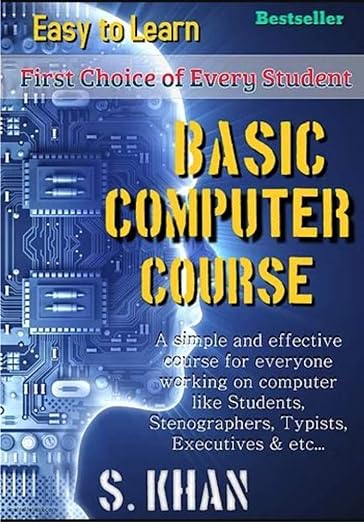 Bestseller
Easy to Learn
First Choice of Every Student
BASIC
COMPUTER
COURSE
A simple and effective
course for everyone
working on computer
like Students,
Stenographers, Typists,
Executives & etc...
S. KHAN